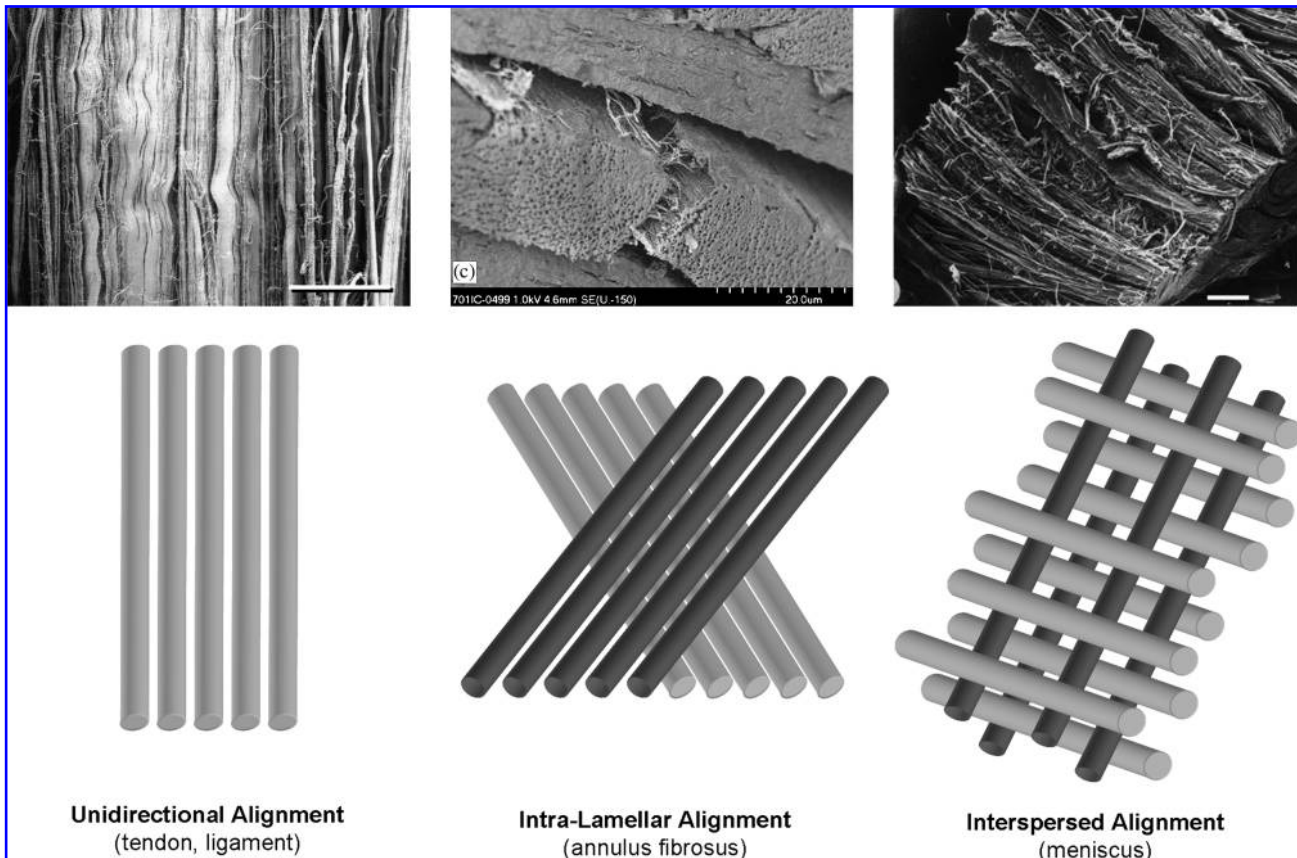 (c)
701IC-0499 1.0kV 4.6mm SE(U.-150)
20.0um
Unidirectional Alignment
(tendon, ligament)
Intra-Lamellar Alignment
(annulus fibrosus)
Interspersed Alignment
(meniscus)